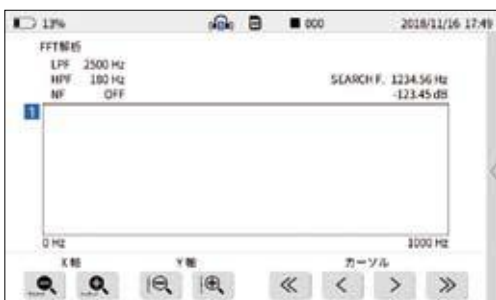 13% 000 2018/11/16 17:49
FFT解析
LPF 2500 Hz
HPF 180 Hz SEARCH F. 1234.56 Hz
NF OFF -123.45 dB
1
0 Hz 1000 Hz
X軸 Y軸 カーソル